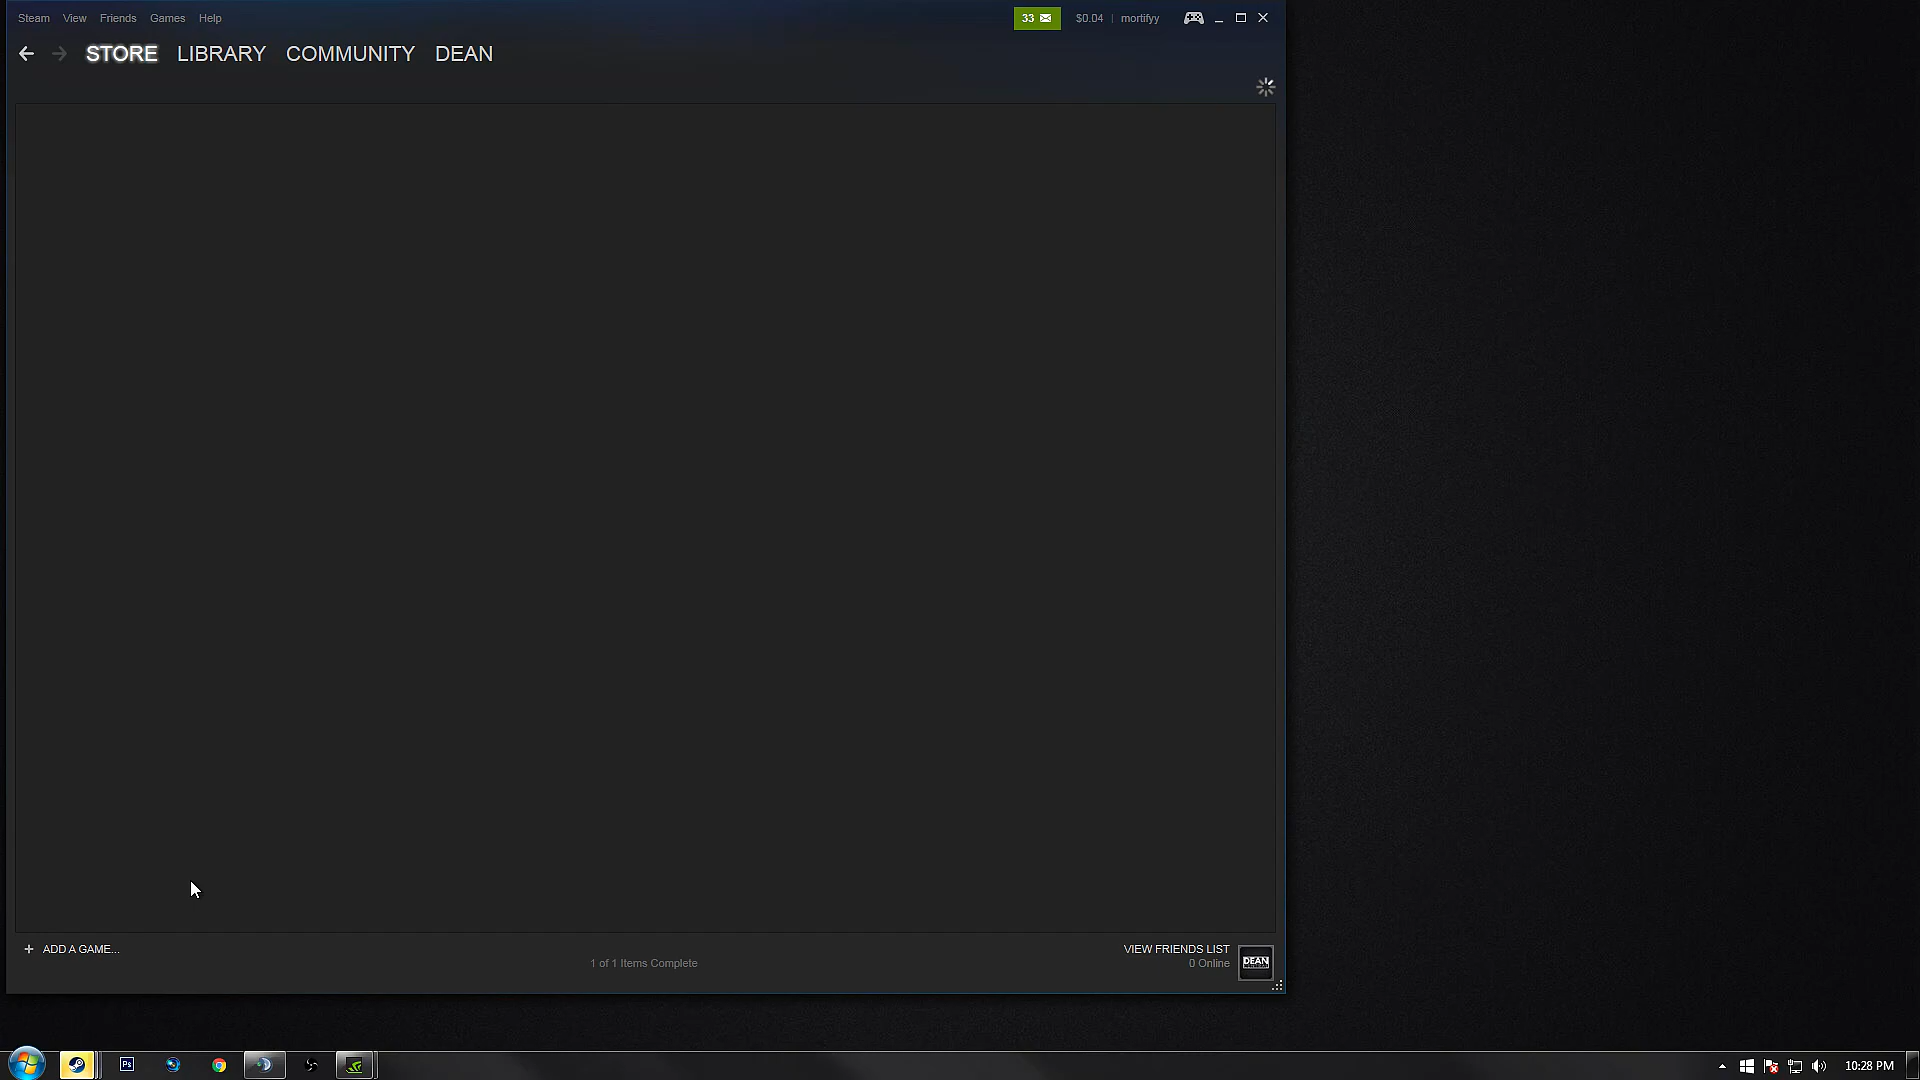 Steam View Friends Games Help
33 $0.04 | mortifyy
STORE LIBRARY COMMUNITY DEAN
+ ADD A GAME...
1 of 1 Items Complete
VIEW FRIENDS LIST
0 Online
DEAN
Ps
10:28 PM